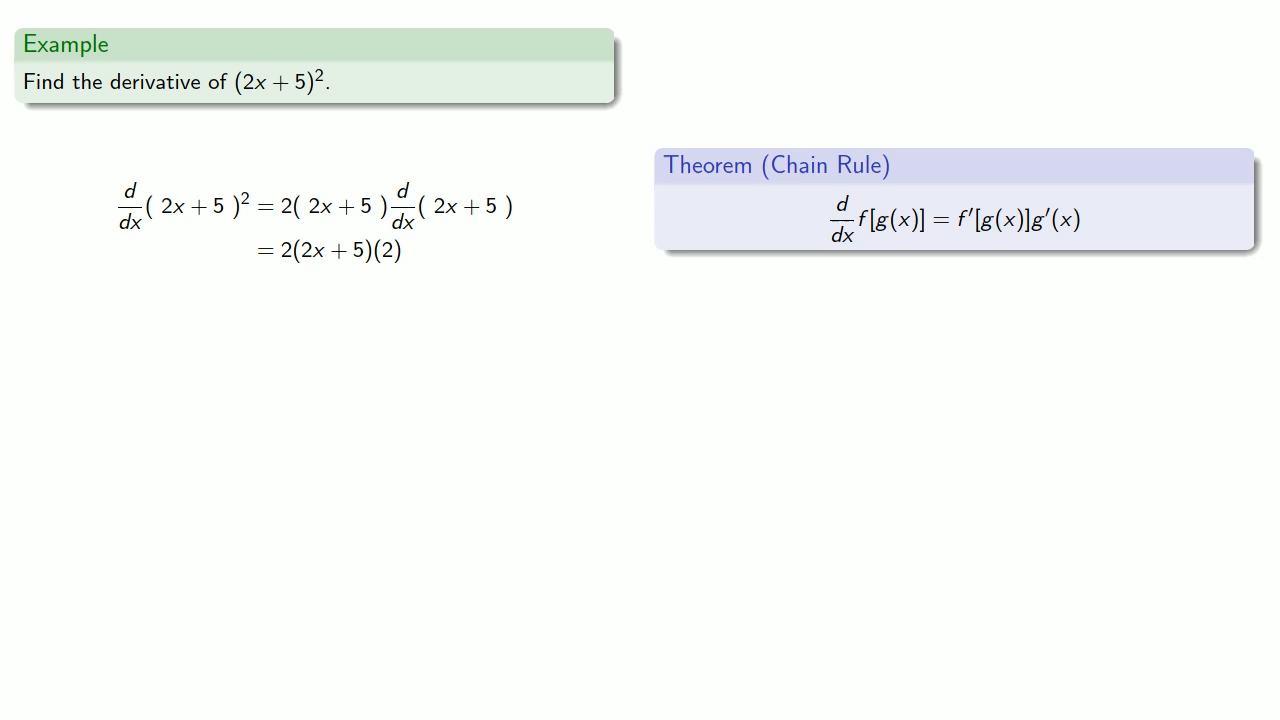 Example
Find the derivative of (2x + 5)².
d/dx ( 2x + 5 )² = 2( 2x + 5 ) d/dx ( 2x + 5 )
= 2(2x + 5)(2)
Theorem (Chain Rule)
d/dx f[g(x)] = f′[g(x)]g′(x)